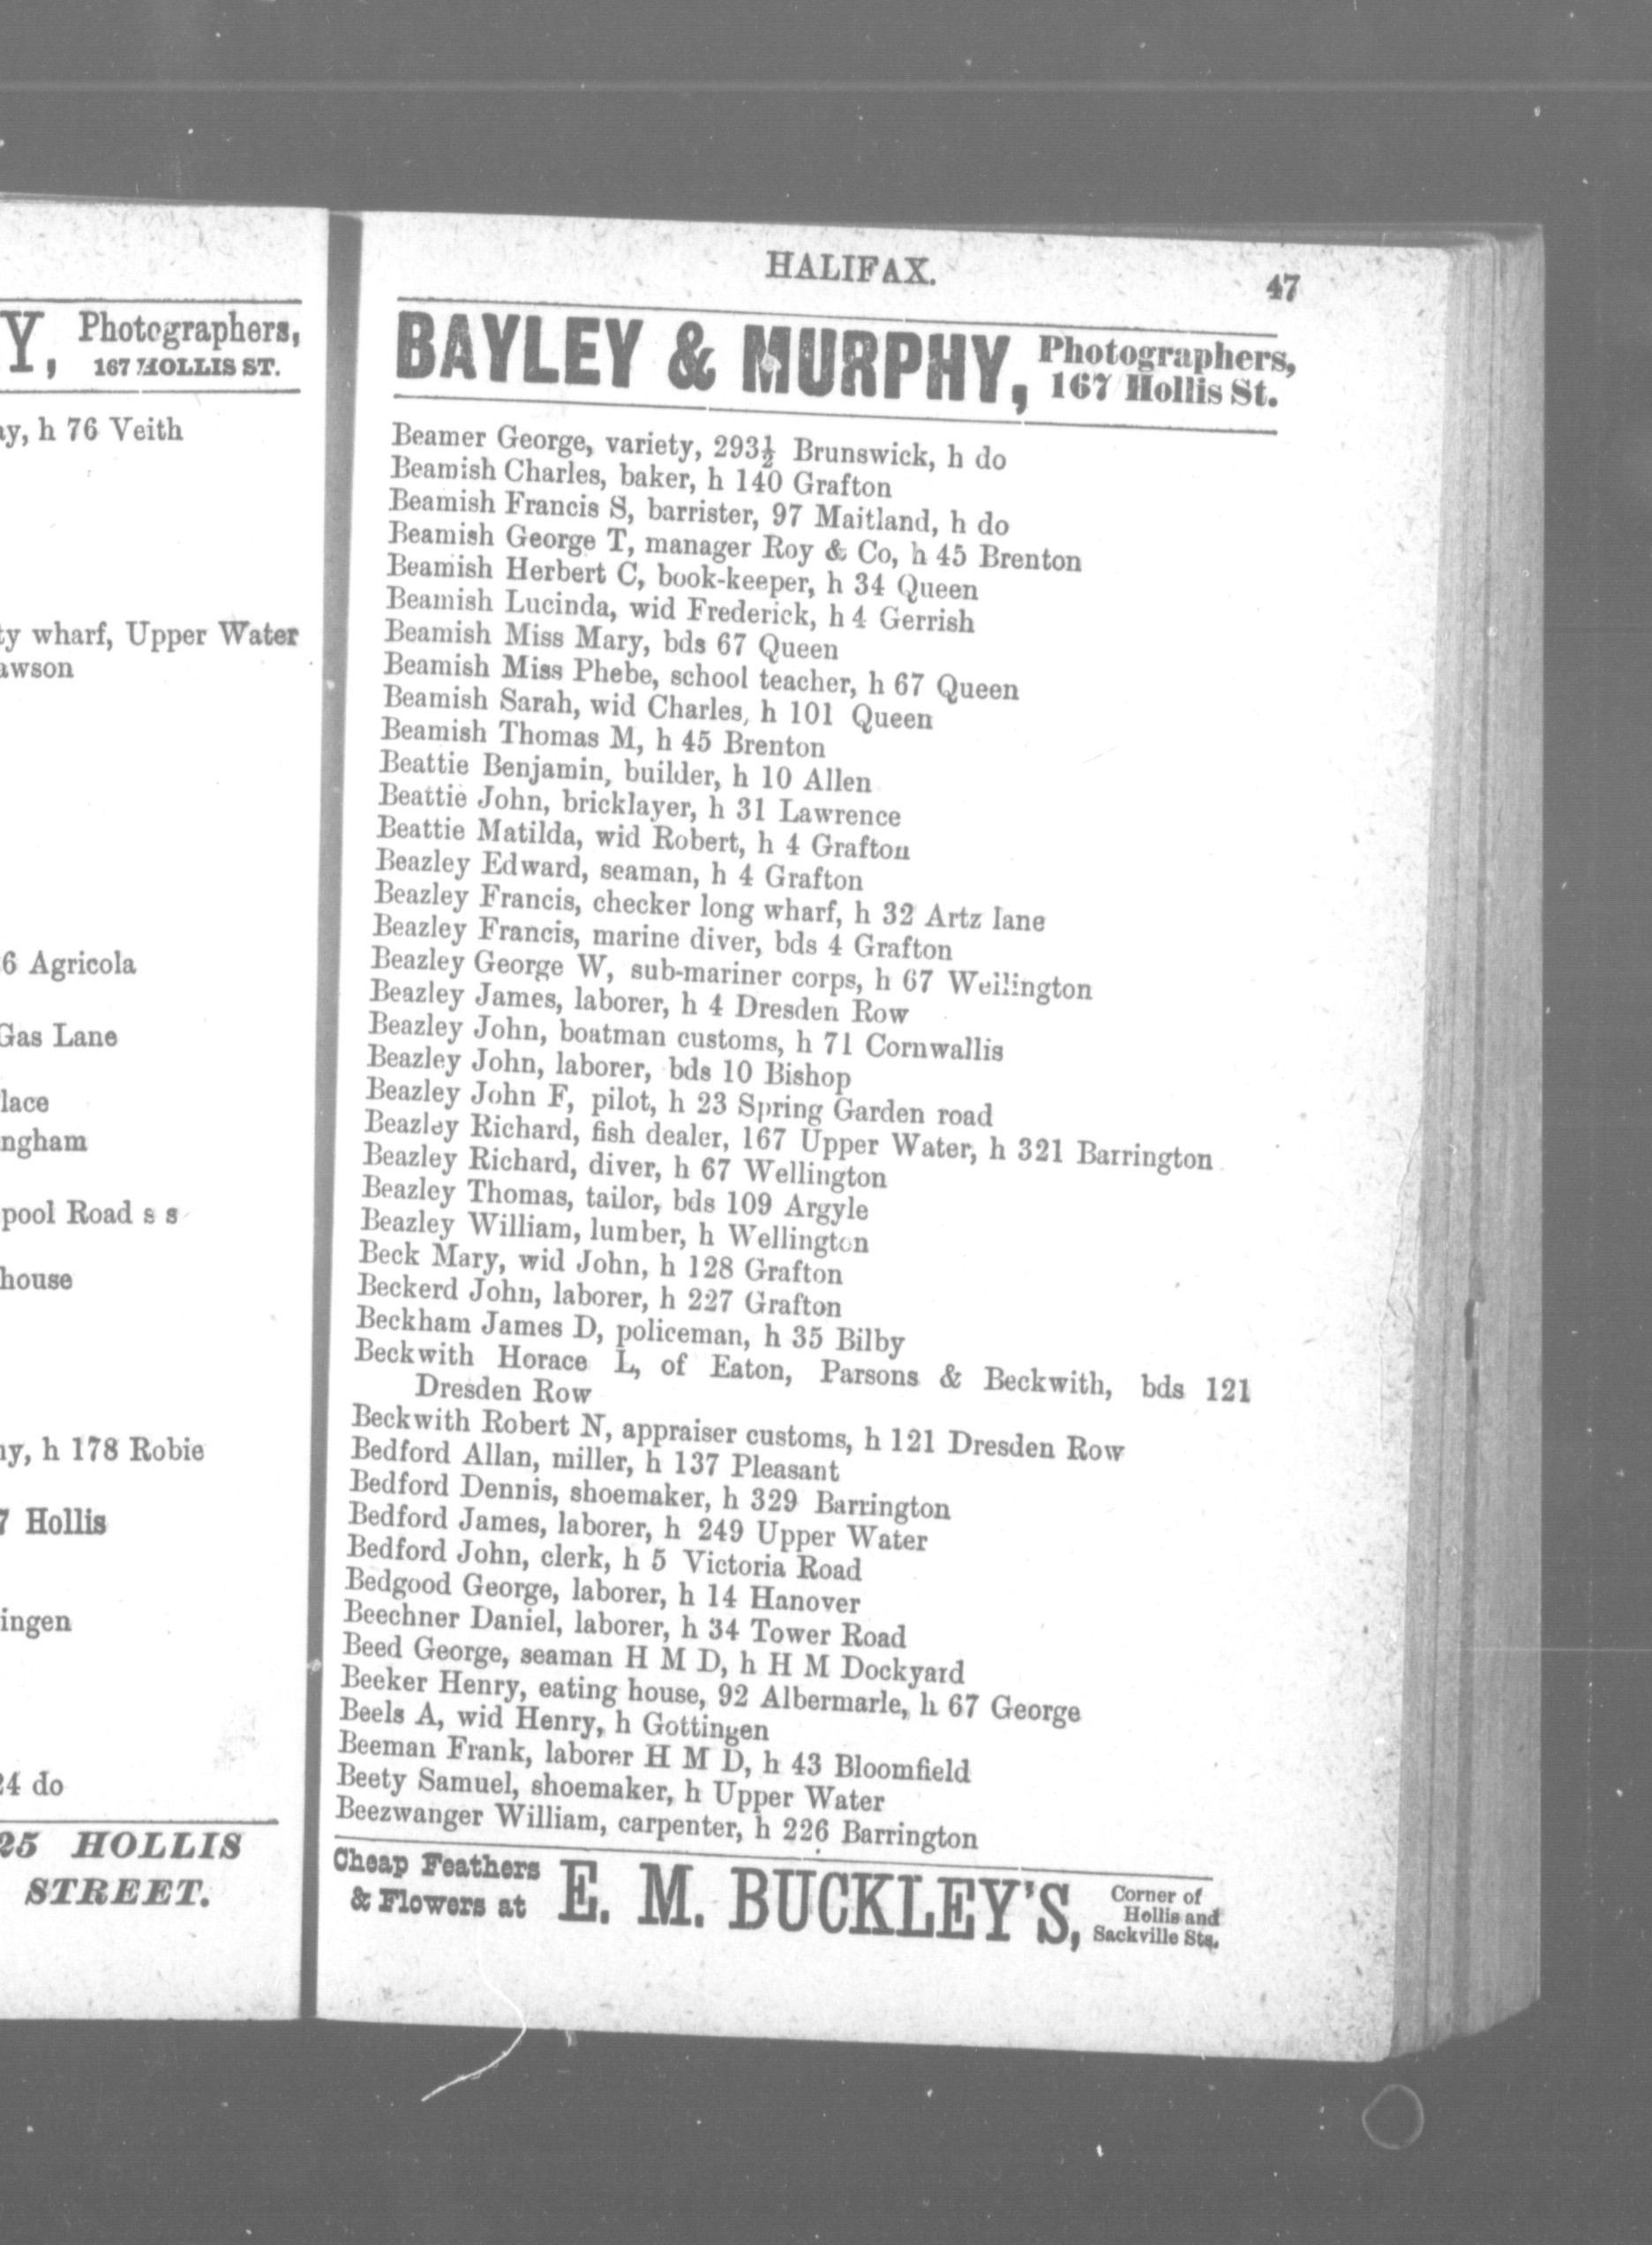 Y,
Photographers,
167 HOLLIS ST.
y, h 76 Veith
ty wharf, Upper Water
awson
6 Agricola
Gas Lane
lace
ngham
pool Road s s
house
ny, h 178 Robie
7 Hollis
ingen
24 do
25 HOLLIS
STREET.
HALIFAX.
47
BAYLEY & MURPHY,
Photographers,
167 Hollis St.
Beamer George, variety, 293½ Brunswick, h do
Beamish Charles, baker, h 140 Grafton
Beamish Francis S, barrister, 97 Maitland, h do
Beamish George T, manager Roy & Co, h 45 Brenton
Beamish Herbert C, book-keeper, h 34 Queen
Beamish Lucinda, wid Frederick, h 4 Gerrish
Beamish Miss Mary, bds 67 Queen
Beamish Miss Phebe, school teacher, h 67 Queen
Beamish Sarah, wid Charles, h 101 Queen
Beamish Thomas M, h 45 Brenton
Beattie Benjamin, builder, h 10 Allen
Beattie John, bricklayer, h 31 Lawrence
Beattie Matilda, wid Robert, h 4 Grafton
Beazley Edward, seaman, h 4 Grafton
Beazley Francis, checker long wharf, h 32 Artz lane
Beazley Francis, marine diver, bds 4 Grafton
Beazley George W, sub-mariner corps, h 67 Wellington
Beazley James, laborer, h 4 Dresden Row
Beazley John, boatman customs, h 71 Cornwallis
Beazley John, laborer, bds 10 Bishop
Beazley John F, pilot, h 23 Spring Garden road
Beazley Richard, fish dealer, 167 Upper Water, h 321 Barrington
Beazley Richard, diver, h 67 Wellington
Beazley Thomas, tailor, bds 109 Argyle
Beazley William, lumber, h Wellington
Beck Mary, wid John, h 128 Grafton
Beckerd John, laborer, h 227 Grafton
Beckham James D, policeman, h 35 Bilby
Beckwith Horace L, of Eaton, Parsons & Beckwith, bds 121
Dresden Row
Beckwith Robert N, appraiser customs, h 121 Dresden Row
Bedford Allan, miller, h 137 Pleasant
Bedford Dennis, shoemaker, h 329 Barrington
Bedford James, laborer, h 249 Upper Water
Bedford John, clerk, h 5 Victoria Road
Bedgood George, laborer, h 14 Hanover
Beechner Daniel, laborer, h 34 Tower Road
Beed George, seaman H M D, h H M Dockyard
Beeker Henry, eating house, 92 Albermarle, h 67 George
Beels A, wid Henry, h Gottingen
Beeman Frank, laborer H M D, h 43 Bloomfield
Beety Samuel, shoemaker, h Upper Water
Beezwanger William, carpenter, h 226 Barrington
Cheap Feathers
& Flowers at
E. M. BUCKLEY'S,
Corner of
Hollis and
Sackville Sts.